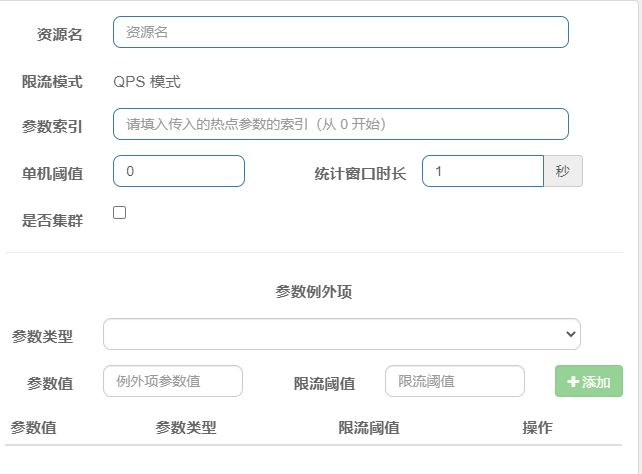 资源名 资源名
限流模式 QPS 模式
参数索引 请填入传入的热点参数的索引（从 0 开始）
单机阈值 0 统计窗口时长 1 秒
是否集群
参数例外项
参数类型
参数值 例外项参数值 限流阈值 限流阈值 添加
参数值 参数类型 限流阈值 操作